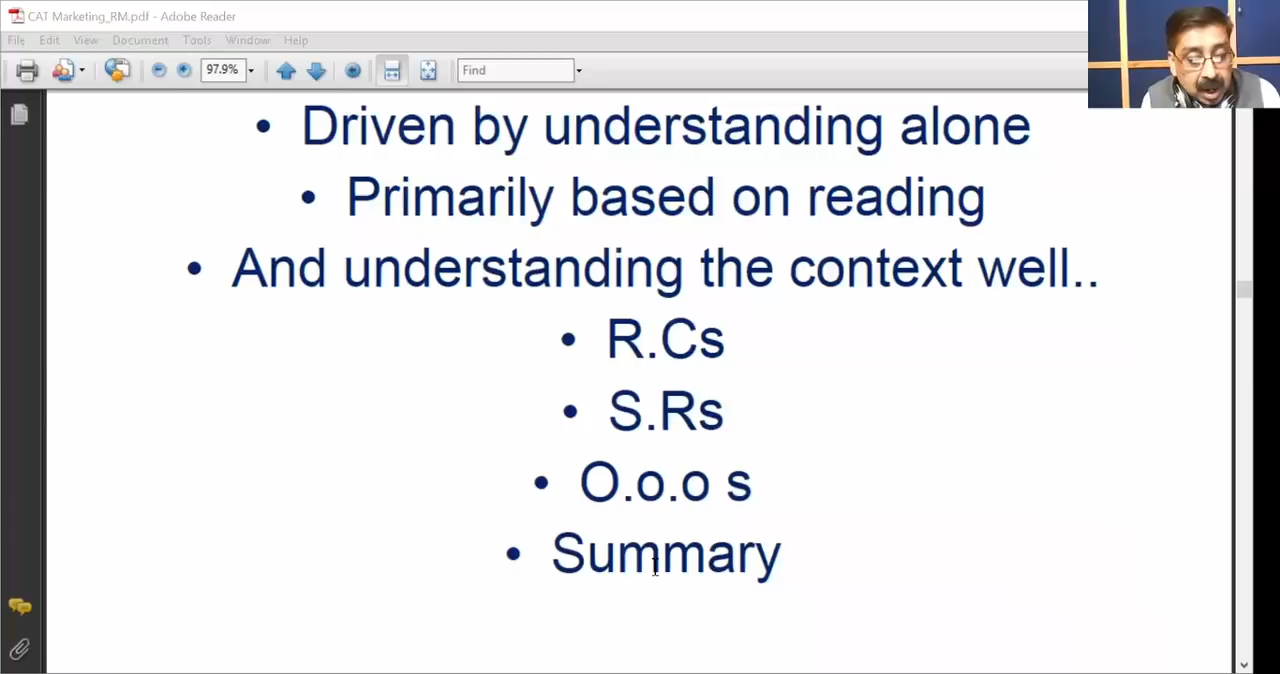 CAT Marketing_RM.pdf - Adobe Reader
File Edit View Document Tools Window Help
97.9% Find
• Driven by understanding alone
• Primarily based on reading
• And understanding the context well..
• R.Cs
• S.Rs
• O.o.o s
• Summary